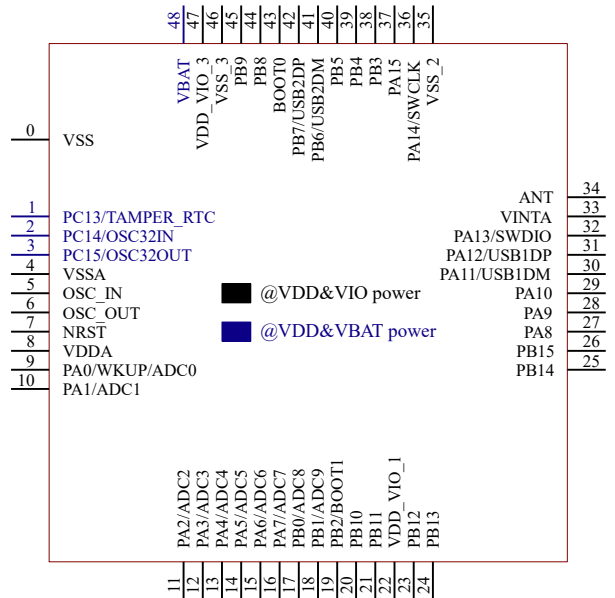 48
47
46
45
44
43
42
41
40
39
38
37
36
35
VBAT
VDD_VIO_3
VSS_3
PB9
PB8
BOOT0
PB7/USB2DP
PB6/USB2DM
PB5
PB4
PB3
PA15
PA14/SWCLK
VSS_2
0 VSS
1 PC13/TAMPER_RTC
2 PC14/OSC32IN
3 PC15/OSC32OUT
4 VSSA
5 OSC_IN
6 OSC_OUT
7 NRST
8 VDDA
9 PA0/WKUP/ADC0
10 PA1/ADC1
@VDD&VIO power
@VDD&VBAT power
ANT 34
VINTA 33
PA13/SWDIO 32
PA12/USB1DP 31
PA11/USB1DM 30
PA10 29
PA9 28
PA8 27
PB15 26
PB14 25
PA2/ADC2
PA3/ADC3
PA4/ADC4
PA5/ADC5
PA6/ADC6
PA7/ADC7
PB0/ADC8
PB1/ADC9
PB2/BOOT1
PB10
PB11
VDD_VIO_1
PB12
PB13
11
12
13
14
15
16
17
18
19
20
21
22
23
24